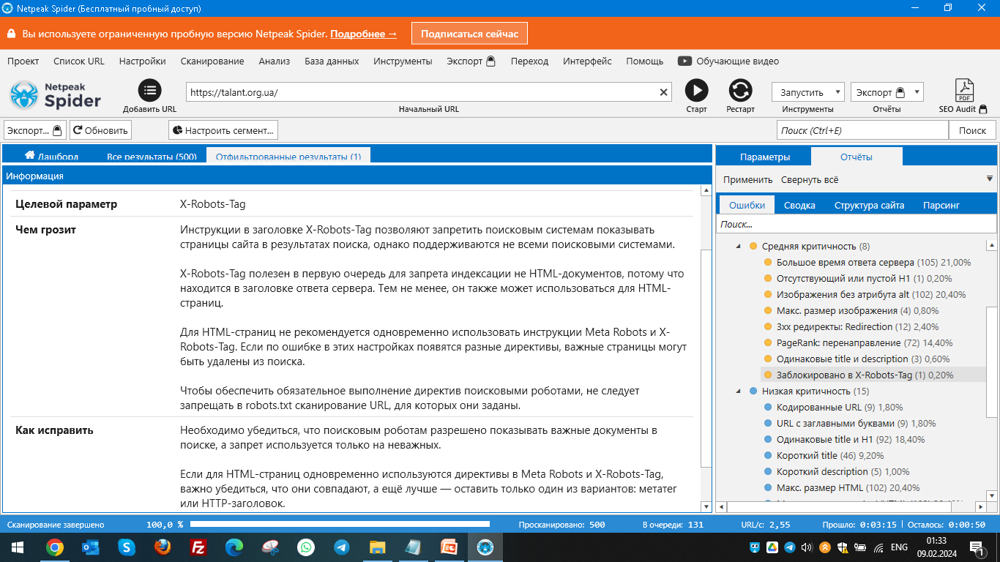 Netpeak Spider (Бесплатный пробный доступ)
Вы используете ограниченную пробную версию Netpeak Spider. Подробнее → Подписаться сейчас
Проект Список URL Настройки Сканирование Анализ База данных Инструменты Экспорт Переход Интерфейс Помощь Обучающие видео
Netpeak
Spider
https://talant.org.ua/
Запустить
Экспорт
PDF
Добавить URL
Начальный URL
Старт
Рестарт
Инструменты
Отчёты
SEO Audit
Экспорт...
Обновить
Настроить сегмент...
Поиск (Ctrl+E)
Поиск
Дашборд
Все результаты (500)
Отфильтрованные результаты (1)
Информация
Целевой параметр
X-Robots-Tag
Чем грозит
Инструкции в заголовке X-Robots-Tag позволяют запретить поисковым системам показывать
страницы сайта в результатах поиска, однако поддерживаются не всеми поисковыми системами.
X-Robots-Tag полезен в первую очередь для запрета индексации не HTML-документов, потому что
находится в заголовке ответа сервера. Тем не менее, он также может использоваться для HTML-
страниц.
Для HTML-страниц не рекомендуется одновременно использовать инструкции Meta Robots и X-
Robots-Tag. Если по ошибке в этих настройках появятся разные директивы, важные страницы могут
быть удалены из поиска.
Чтобы обеспечить обязательное выполнение директив поисковыми роботами, не следует
запрещать в robots.txt сканирование URL, для которых они заданы.
Как исправить
Необходимо убедиться, что поисковым роботам разрешено показывать важные документы в
поиске, а запрет используется только на неважных.
Если для HTML-страниц одновременно используются директивы в Meta Robots и X-Robots-Tag,
важно убедиться, что они совпадают, а ещё лучше — оставить только один из вариантов: метатег
или HTTP-заголовок.
Параметры
Отчёты
Применить
Свернуть всё
Ошибки
Сводка
Структура сайта
Парсинг
Поиск...
Средняя критичность (8)
Большое время ответа сервера (105) 21,00%
Отсутствующий или пустой H1 (1) 0,20%
Изображения без атрибута alt (102) 20,40%
Макс. размер изображения (4) 0,80%
3xx редиректы: Redirection (12) 2,40%
PageRank: перенаправление (72) 14,40%
Одинаковые title и description (3) 0,60%
Заблокировано в X-Robots-Tag (1) 0,20%
Низкая критичность (15)
Кодированные URL (9) 1,80%
URL с заглавными буквами (9) 1,80%
Одинаковые title и H1 (92) 18,40%
Короткий title (46) 9,20%
Короткий description (5) 1,00%
Макс. размер HTML (102) 20,40%
Сканирование завершено
100,0 %
Просканировано: 500
В очереди: 131
URL/с: 2,55
Прошло: 0:03:15
Осталось: 0:00:50
ENG
01:33
09.02.2024
1